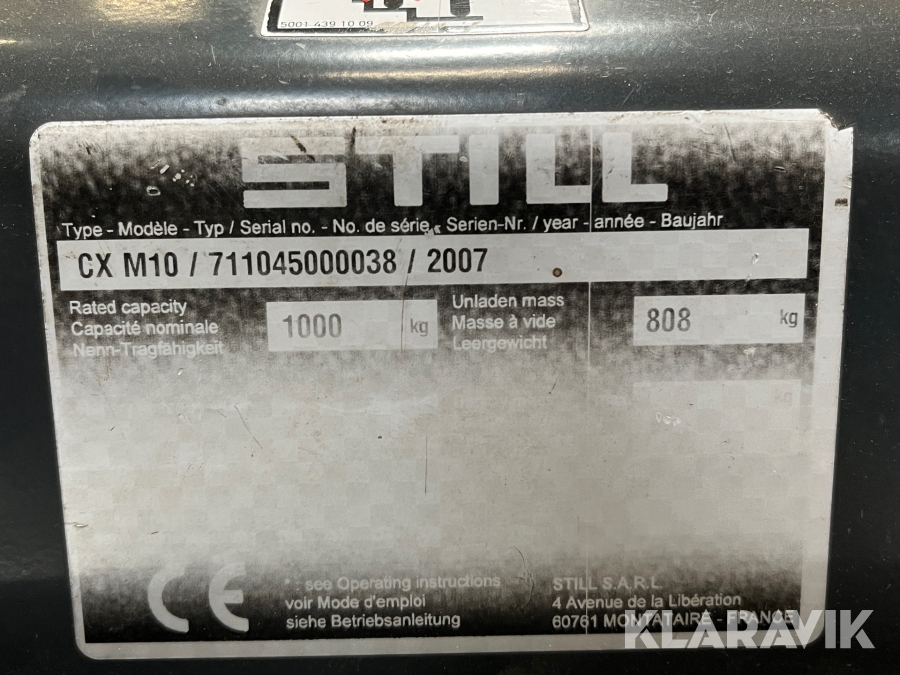 5001 439 10 09
STILL
Type - Modèle - Typ / Serial no. - No. de série - Serien-Nr. / year - année - Baujahr
CX M10 / 711045000038 / 2007
Rated capacity
Capacité nominale
Nenn-Tragfähigkeit
1000 kg
Unladen mass
Masse à vide
Leergewicht
808 kg
kg
CE
* : see Operating instructions
voir Mode d'emploi
siehe Betriebsanleitung
STILL S.A.R.L.
4 Avenue de la Libération
60761 MONTATAIRE - FRANCE
KLARAVIK